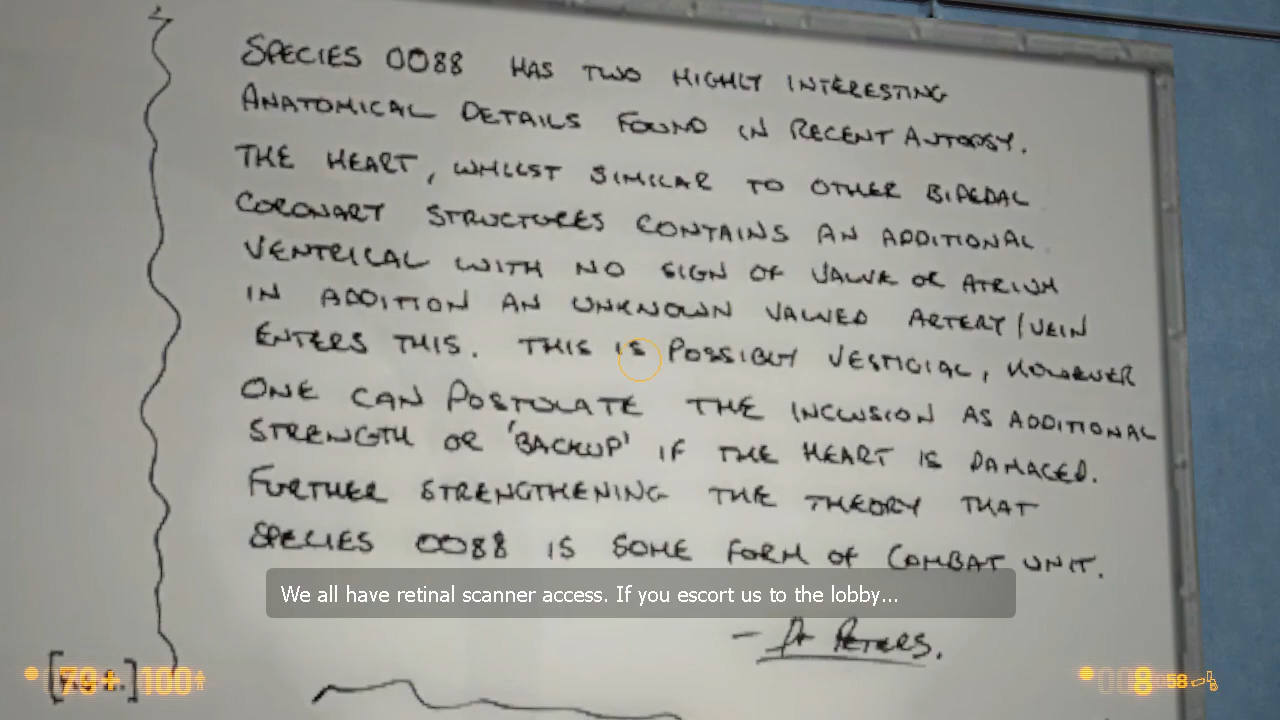 SPECIES 0088 HAS TWO HIGHLY INTERESTING
ANATOMICAL DETAILS FOUND IN RECENT AUTOPSY.
THE HEART, WHILST SIMILAR TO OTHER BIPEDAL
CORONARY STRUCTURES CONTAINS AN ADDITIONAL
VENTRICAL WITH NO SIGN OF VALVE OR ATRIUM
IN ADDITION AN UNKNOWN VALVED ARTERY/VEIN
ENTERS THIS. THIS IS POSSIBLY VESTIGIAL, HOWEVER
ONE CAN POSTULATE THE INCLUSION AS ADDITIONAL
STRENGTH OR 'BACKUP' IF THE HEART IS DAMAGED.
FURTHER STRENGTHENING THE THEORY THAT
SPECIES 0088 IS SOME FORM OF COMBAT UNIT.
We all have retinal scanner access. If you escort us to the lobby...
- Dr PETERS.
100
8 58